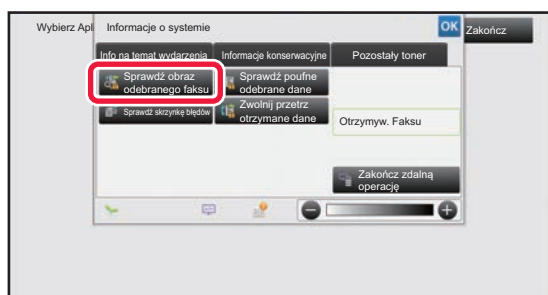 Wybierz Apl
Informacje o systemie
OK
Zakończ
Info na temat wydarzenia
Informacje konserwacyjne
Pozostały toner
Sprawdź obraz
odebranego faksu
Sprawdź poufne
odebrane dane
Sprawdź skrzynkę błędów
Zwolnij przetrz
otrzymane dane
Otrzymyw. Faksu
Zakończ zdalną
operację